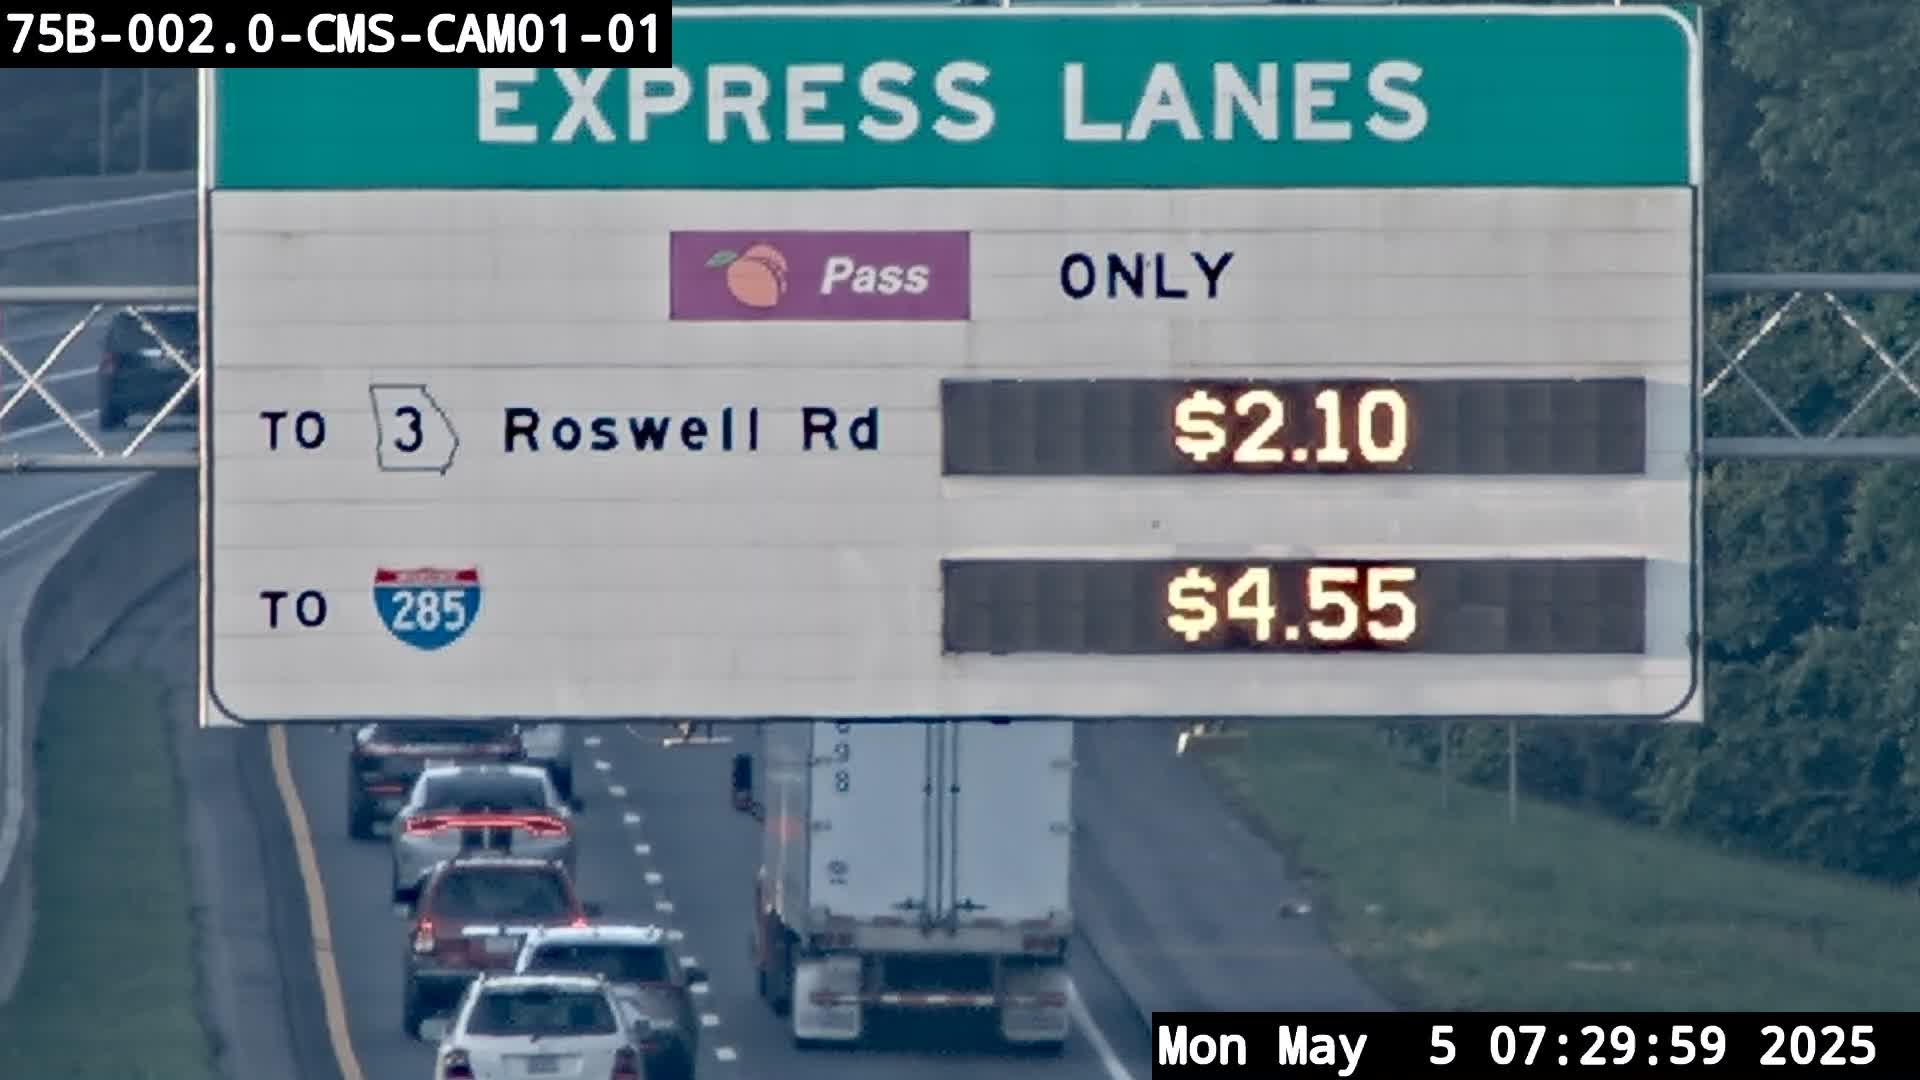 75B-002.0-CMS-CAM01-01
EXPRESS LANES
Pass ONLY
TO 3 Roswell Rd $2.10
TO 285 $4.55
Mon May 5 07:29:59 2025